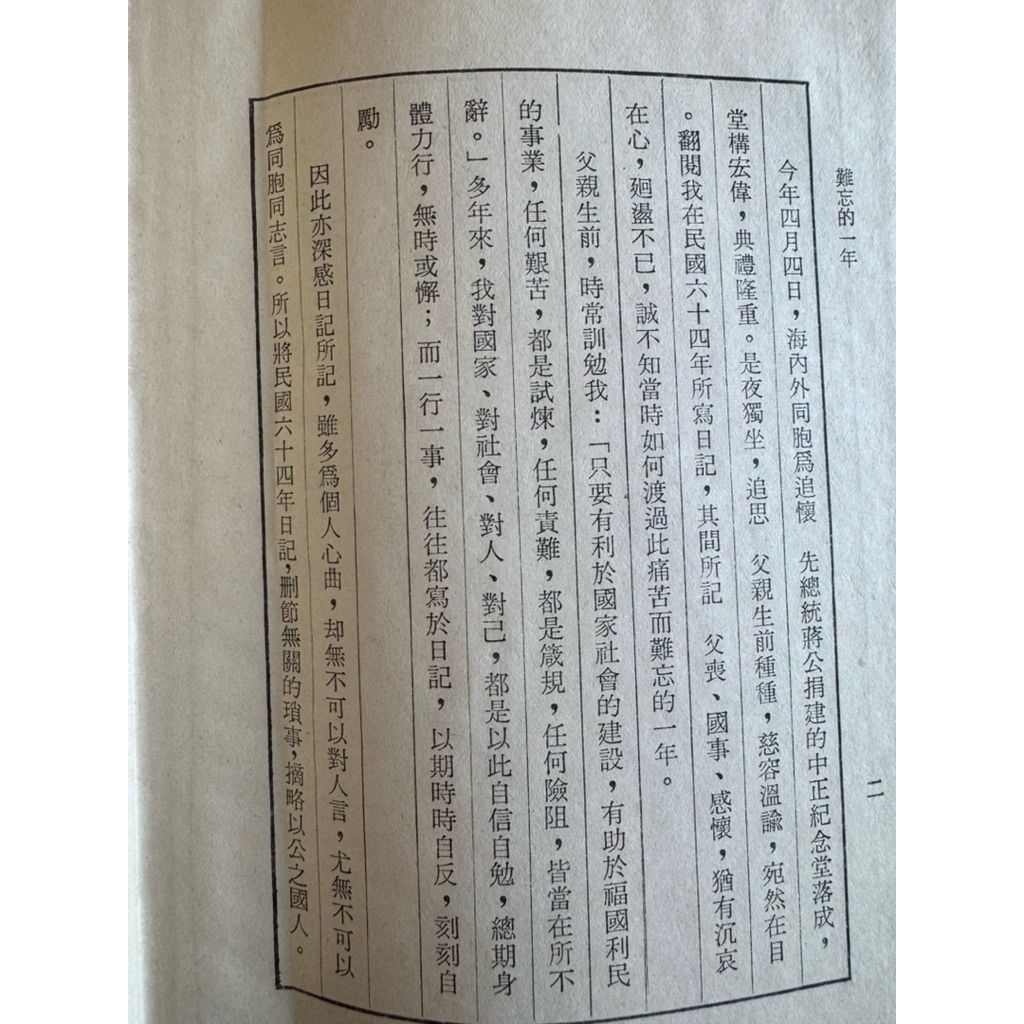 難忘的一年
二
今年四月四日，海內外同胞爲追懷　先總統蔣公捐建的中正紀念堂落成，
堂構宏偉，典禮隆重。是夜獨坐，追思　父親生前種種，慈容溫諭，宛然在目
。翻閱我在民國六十四年所寫日記，其間所記　父喪、國事、感懷，猶有沉哀
在心，廻盪不已，誠不知當時如何渡過此痛苦而難忘的一年。
父親生前，時常訓勉我：「只要有利於國家社會的建設，有助於福國利民
的事業，任何艱苦，都是試煉，任何責難，都是箴規，任何險阻，皆當在所不
辭。」多年來，我對國家、對社會、對人、對己，都是以此自信自勉，總期身
體力行，無時或懈；而一行一事，往往都寫於日記，以期時時自反，刻刻自
勵。
因此亦深感日記所記，雖多爲個人心曲，却無不可以對人言，尤無不可以
爲同胞同志言。所以將民國六十四年日記，刪節無關的瑣事，摘略以公之國人。